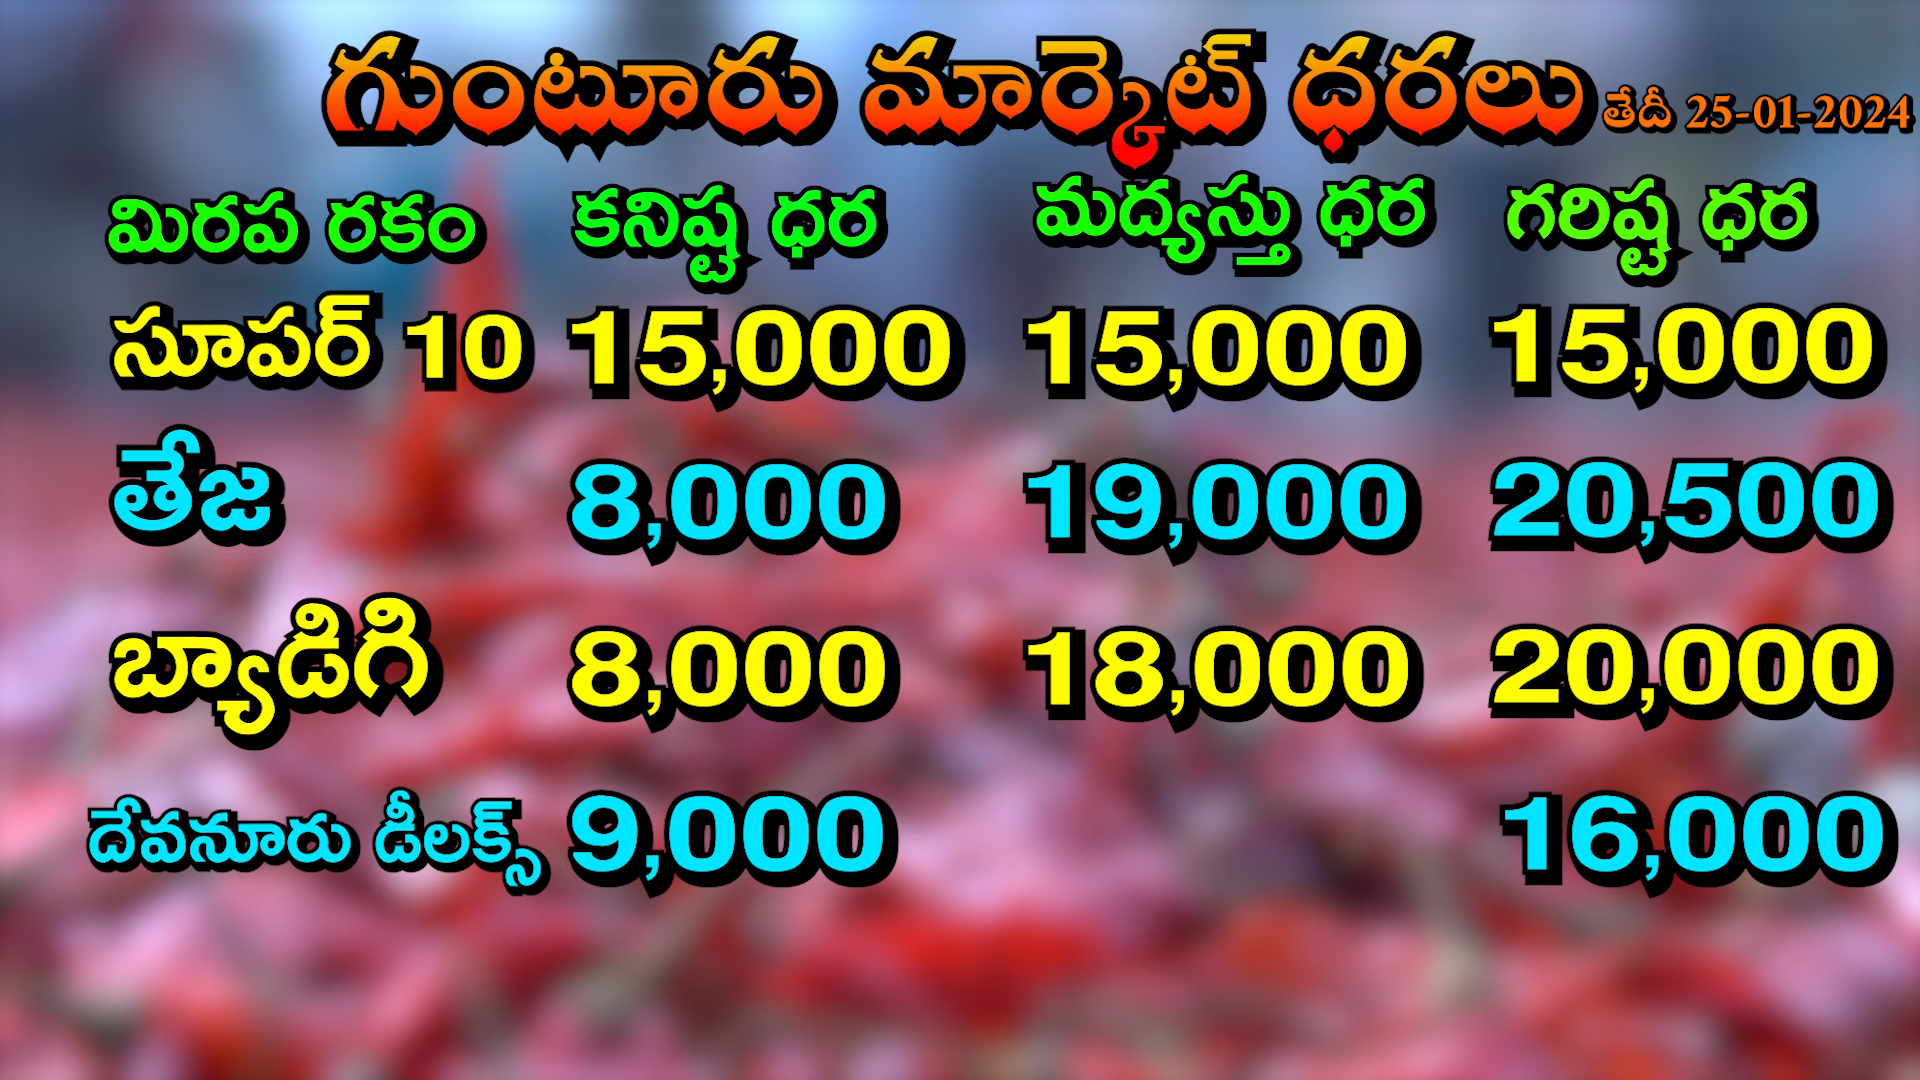 గుంటూరు మార్కెట్ ధరలు తేదీ 25-01-2024
మిరప రకం కనిష్ట ధర మద్యస్తు ధర గరిష్ట ధర
సూపర్ 10 15,000 15,000 15,000
తేజ 8,000 19,000 20,500
బ్యాడిగి 8,000 18,000 20,000
దేవనూరు డీలక్స్ 9,000 16,000